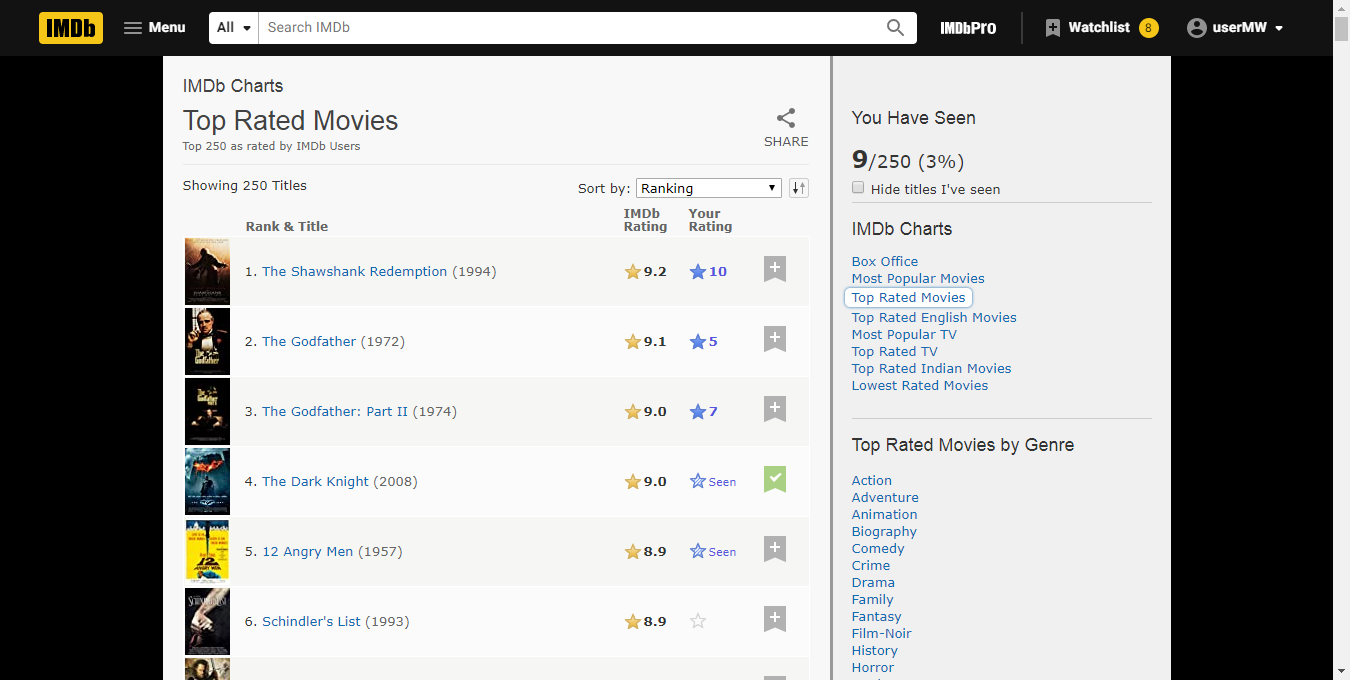 IMDb Menu All Search IMDb IMDbPro Watchlist 8 userMW
IMDb Charts
Top Rated Movies
Top 250 as rated by IMDb Users
SHARE
Showing 250 Titles
Sort by: Ranking
Rank & Title IMDb Rating Your Rating
1. The Shawshank Redemption (1994) 9.2 10
2. The Godfather (1972) 9.1 5
3. The Godfather: Part II (1974) 9.0 7
4. The Dark Knight (2008) 9.0 Seen
5. 12 Angry Men (1957) 8.9 Seen
6. Schindler's List (1993) 8.9
You Have Seen
9/250 (3%)
Hide titles I've seen
IMDb Charts
Box Office
Most Popular Movies
Top Rated Movies
Top Rated English Movies
Most Popular TV
Top Rated TV
Top Rated Indian Movies
Lowest Rated Movies
Top Rated Movies by Genre
Action
Adventure
Animation
Biography
Comedy
Crime
Drama
Family
Fantasy
Film-Noir
History
Horror